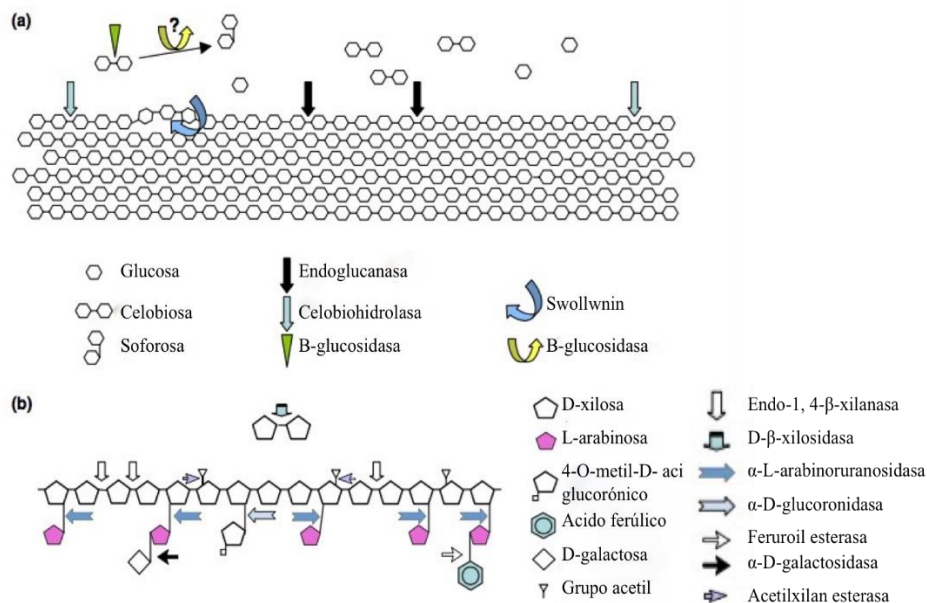 (a)
?
Glucosa
Celobiosa
Soforosa
Endoglucanasa
Celobiohidrolasa
B-glucosidasa
Swollwnin
B-glucosidasa
(b)
D-xilosa
L-arabinosa
4-O-metil-D- aci
glucorónico
Acido ferúlico
D-galactosa
Grupo acetil
Endo-1, 4-β-xilanasa
D-β-xilosidasa
α-L-arabinoruranosidasa
α-D-glucoronidasa
Feruroil esterasa
α-D-galactosidasa
Acetilxilan esterasa